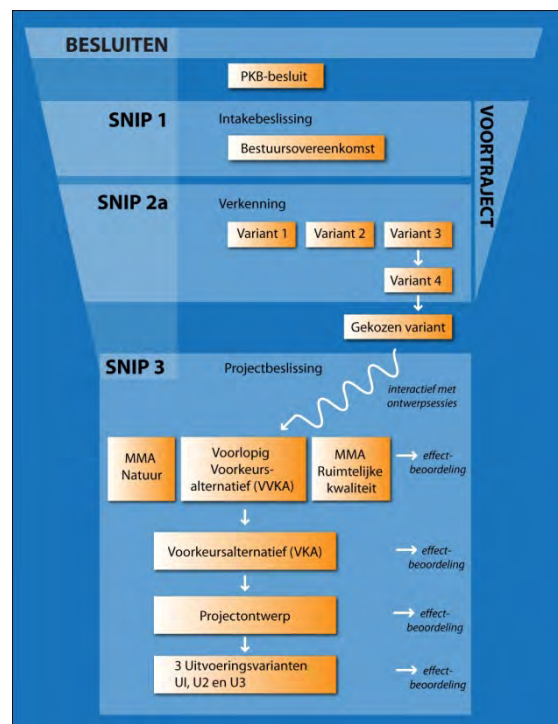 BESLUITEN
PKB-besluit
SNIP 1
Intakebeslissing
Bestuursovereenkomst
VOORTRAJECT
SNIP 2a
Verkenning
Variant 1
Variant 2
Variant 3
Variant 4
Gekozen variant
SNIP 3
Projectbeslissing
interactief met
ontwerpsessies
MMA
Natuur
Voorlopig
Voorkeurs-
alternatief (VVKA)
MMA
Ruimtelijke
kwaliteit
effect-
beoordeling
Voorkeursalternatief (VKA)
effect-
beoordeling
Projectontwerp
effect-
beoordeling
3 Uitvoeringsvarianten
UI, U2 en U3
effect-
beoordeling